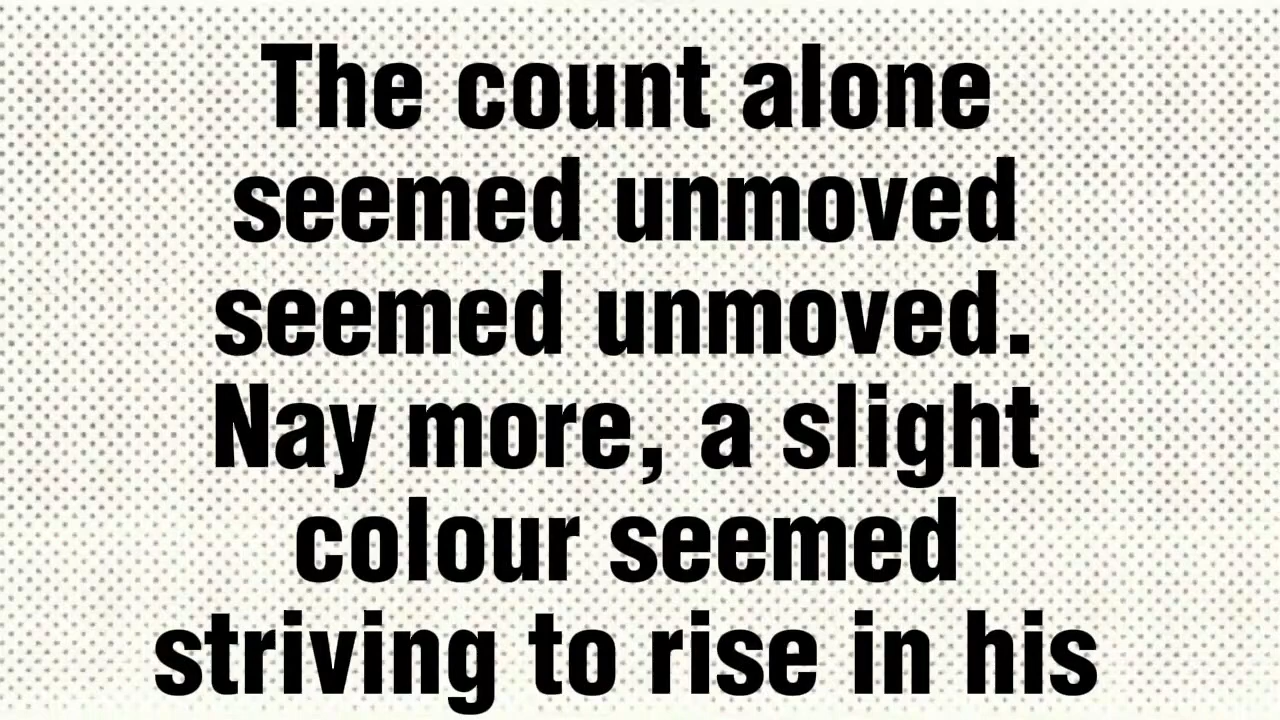 The count alone
seemed unmoved
seemed unmoved.
Nay more, a slight
colour seemed
striving to rise in his